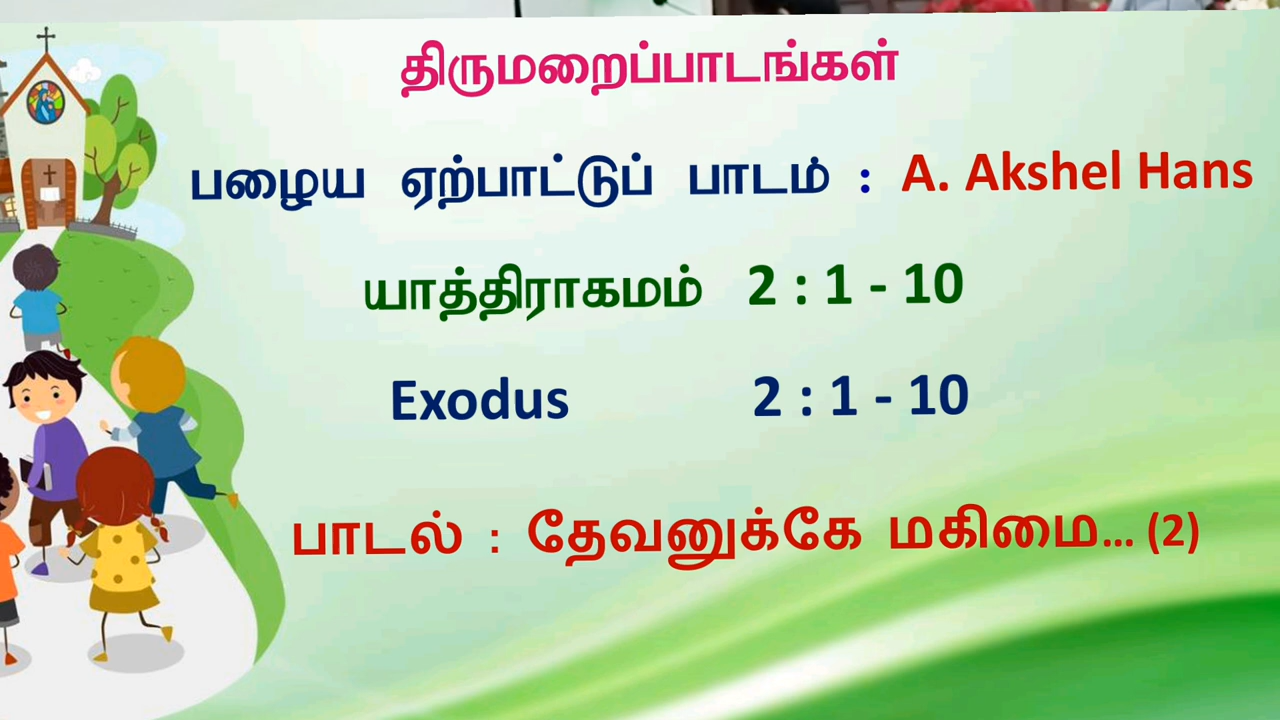 திருமறைப்பாடங்கள்
பழைய ஏற்பாட்டுப் பாடம் : A. Akshel Hans
யாத்திராகமம் 2 : 1 - 10
Exodus 2 : 1 - 10
பாடல் : தேவனுக்கே மகிமை... (2)